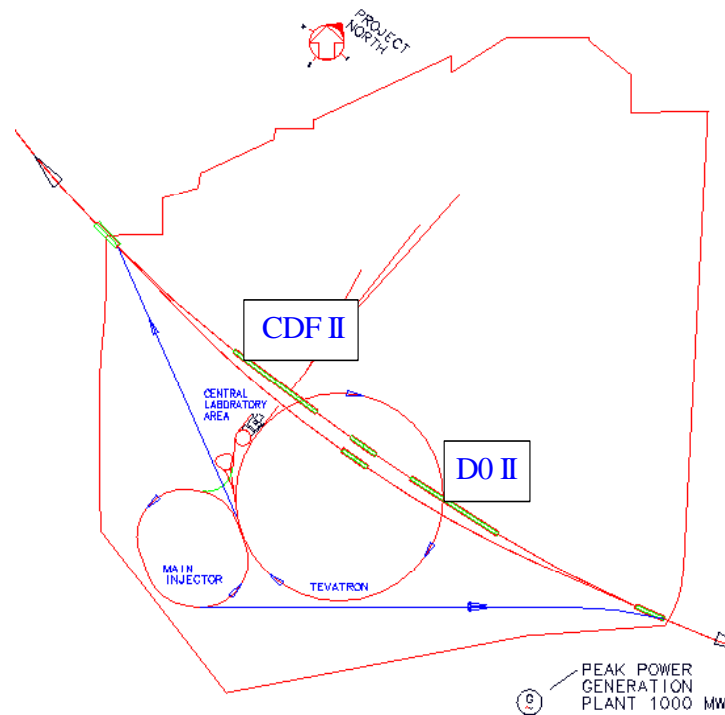 PROJECT
NORTH
CDF II
CENTRAL
LABORATORY
AREA
D0 II
MAIN
INJECTOR
TEVATRON
G
PEAK POWER
GENERATION
PLANT 1000 MW